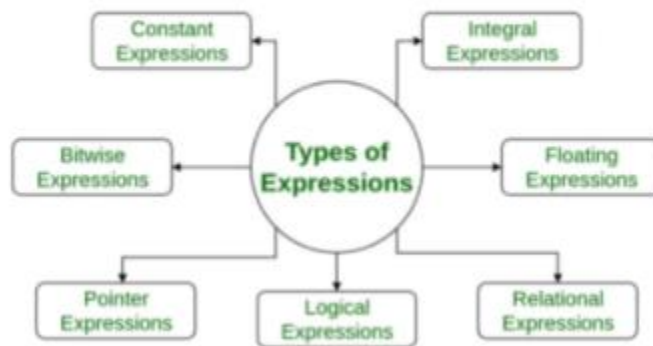 Constant
Expressions
Integral
Expressions
Types of
Expressions
Bitwise
Expressions
Floating
Expressions
Pointer
Expressions
Logical
Expressions
Relational
Expressions